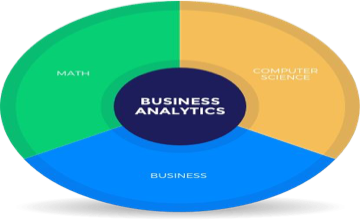 MATH
COMPUTER
SCIENCE
BUSINESS
ANALYTICS
BUSINESS